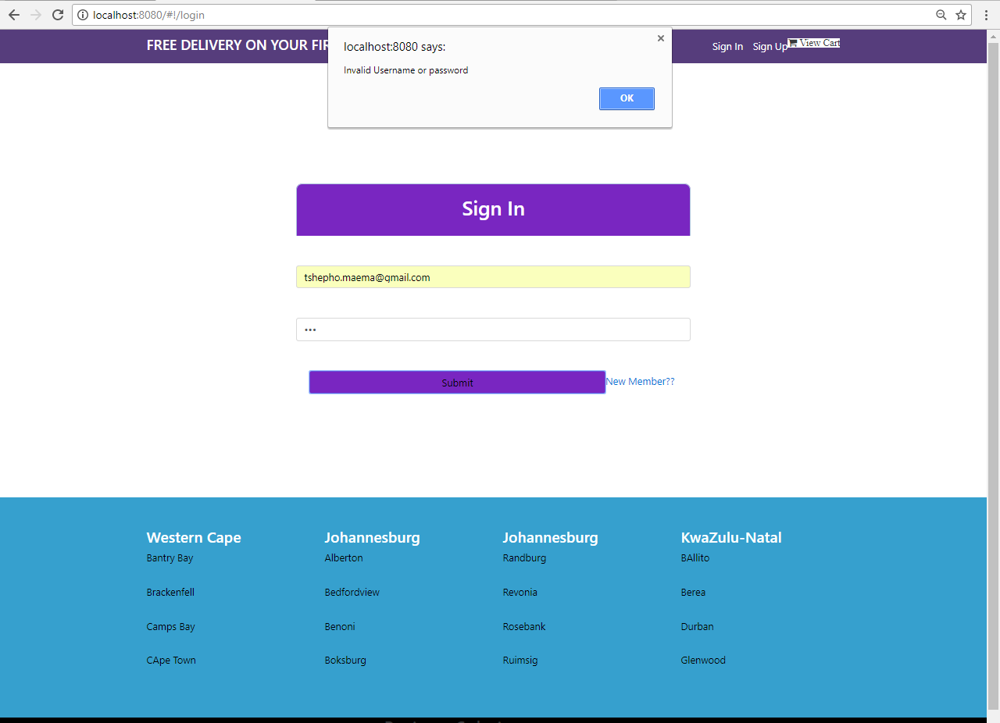 localhost:8080/#!/login
FREE DELIVERY ON YOUR FIR
localhost:8080 says:
Invalid Username or password
OK
Sign In
Sign Up
View Cart
Sign In
tshepho.maema@gmail.com
•••
Submit
New Member??
Western Cape
Bantry Bay
Brackenfell
Camps Bay
CApe Town
Johannesburg
Alberton
Bedfordview
Benoni
Boksburg
Johannesburg
Randburg
Revonia
Rosebank
Ruimsig
KwaZulu-Natal
BAllito
Berea
Durban
Glenwood